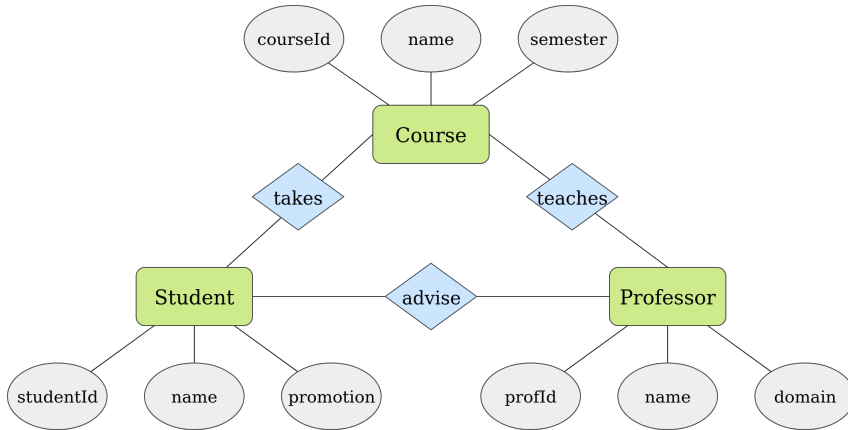 courseId
name
semester
Course
takes
teaches
Student
advise
Professor
studentId
name
promotion
profId
name
domain